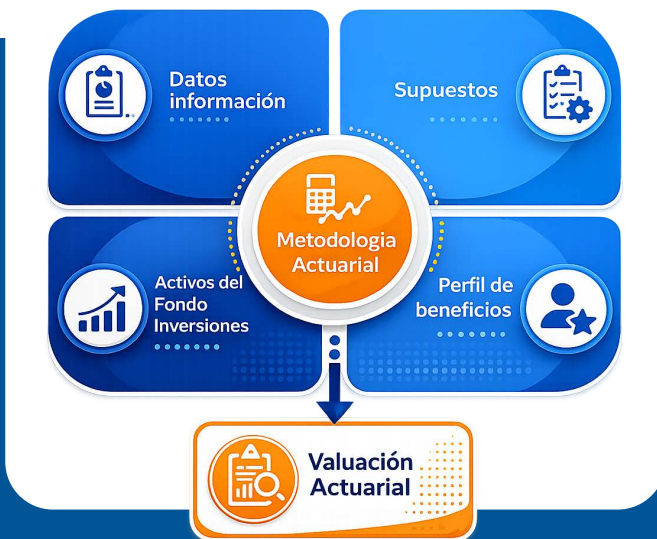 Datos
información
Supuestos
Metodologia
Actuarial
Activos del
Fondo
Inversiones
Perfil de
beneficios
Valuación
Actuarial